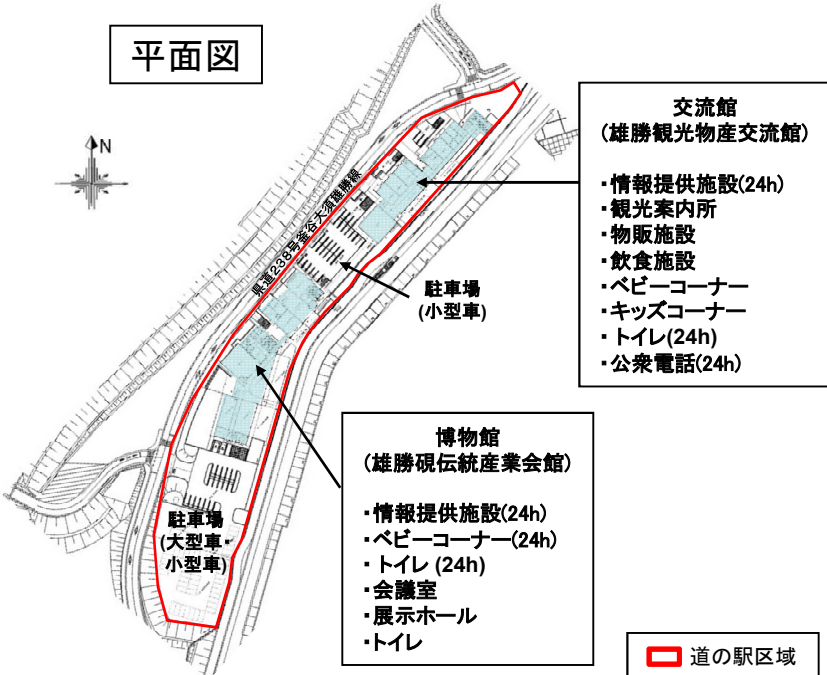 平面図
N
県道238号釜谷大須雄勝線
交流館
(雄勝観光物産交流館)
・情報提供施設(24h)
・観光案内所
・物販施設
・飲食施設
・ベビーコーナー
・キッズコーナー
・トイレ(24h)
・公衆電話(24h)
駐車場
(小型車)
博物館
(雄勝硯伝統産業会館)
・情報提供施設(24h)
・ベビーコーナー(24h)
・トイレ (24h)
・会議室
・展示ホール
・トイレ
駐車場
(大型車・
小型車)
道の駅区域